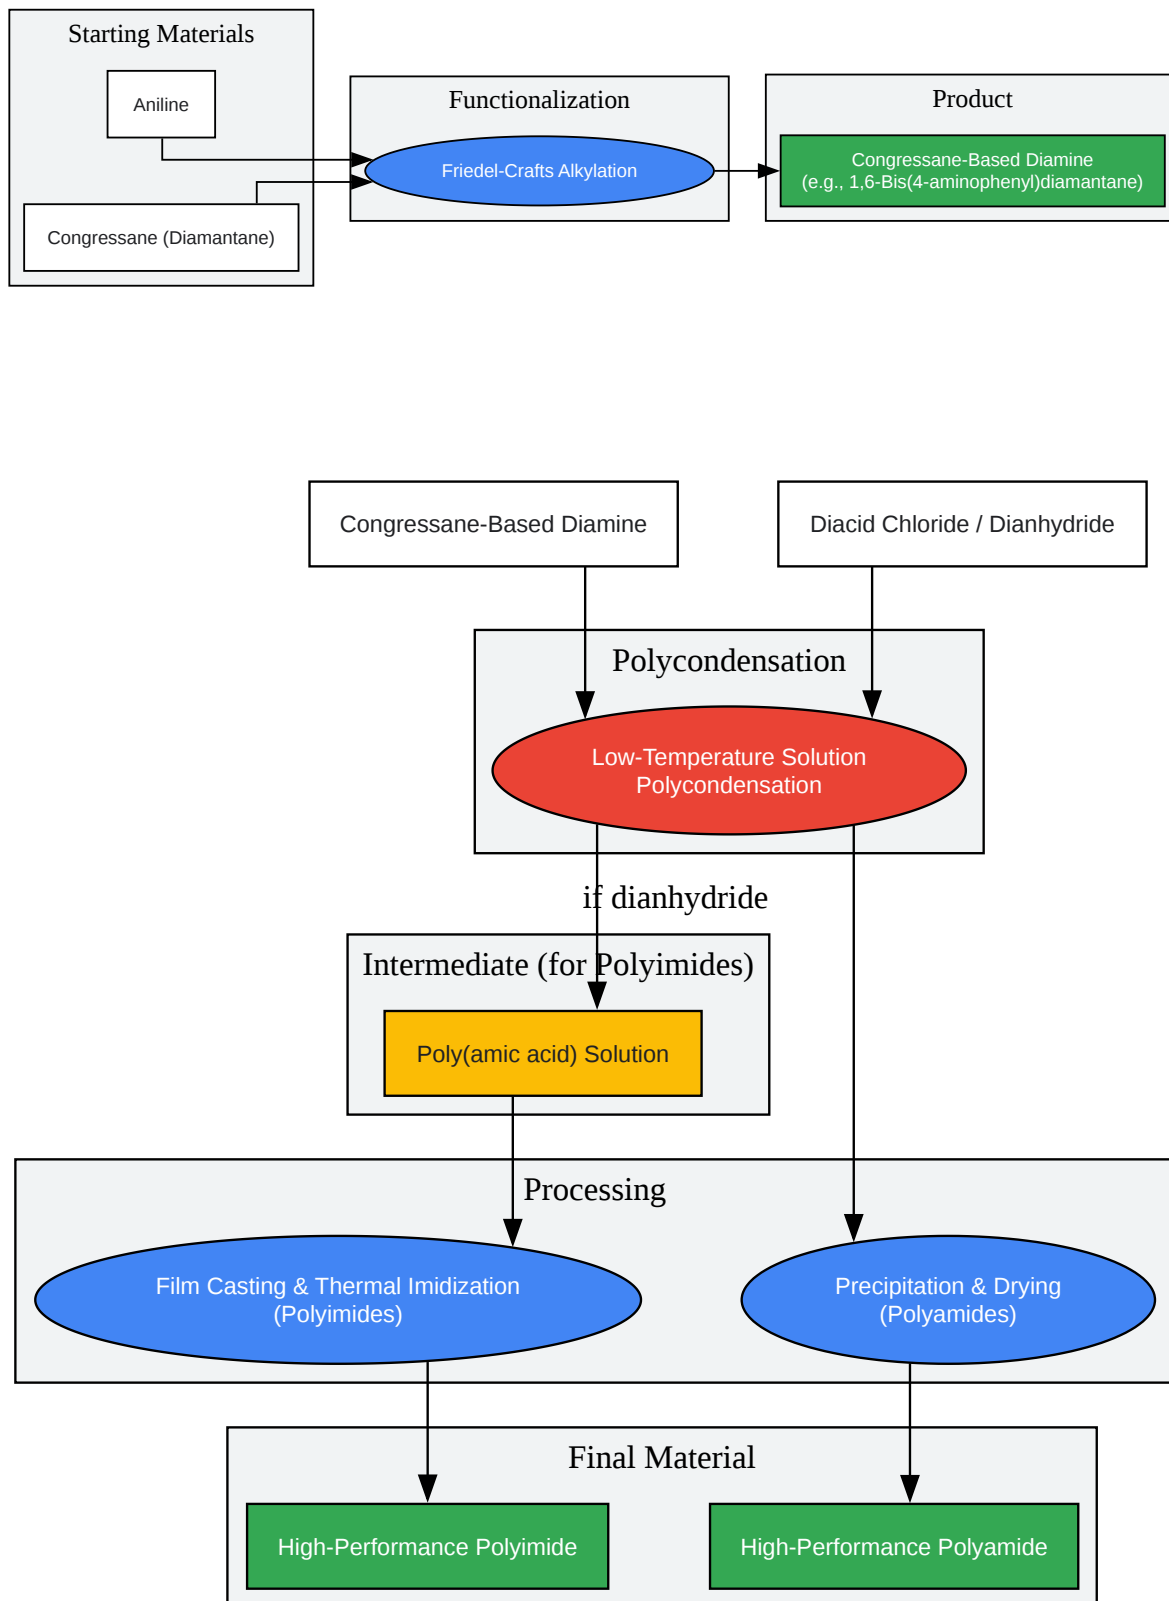 Starting Materials
Aniline
Congressane (Diamantane)
Functionalization
Friedel-Crafts Alkylation
Product
Congressane-Based Diamine
(e.g., 1,6-Bis(4-aminophenyl)diamantane)
Congressane-Based Diamine
Diacid Chloride / Dianhydride
Polycondensation
Low-Temperature Solution
Polycondensation
if dianhydride
Intermediate (for Polyimides)
Poly(amic acid) Solution
Processing
Film Casting & Thermal Imidization
(Polyimides)
Precipitation & Drying
(Polyamides)
Final Material
High-Performance Polyimide
High-Performance Polyamide